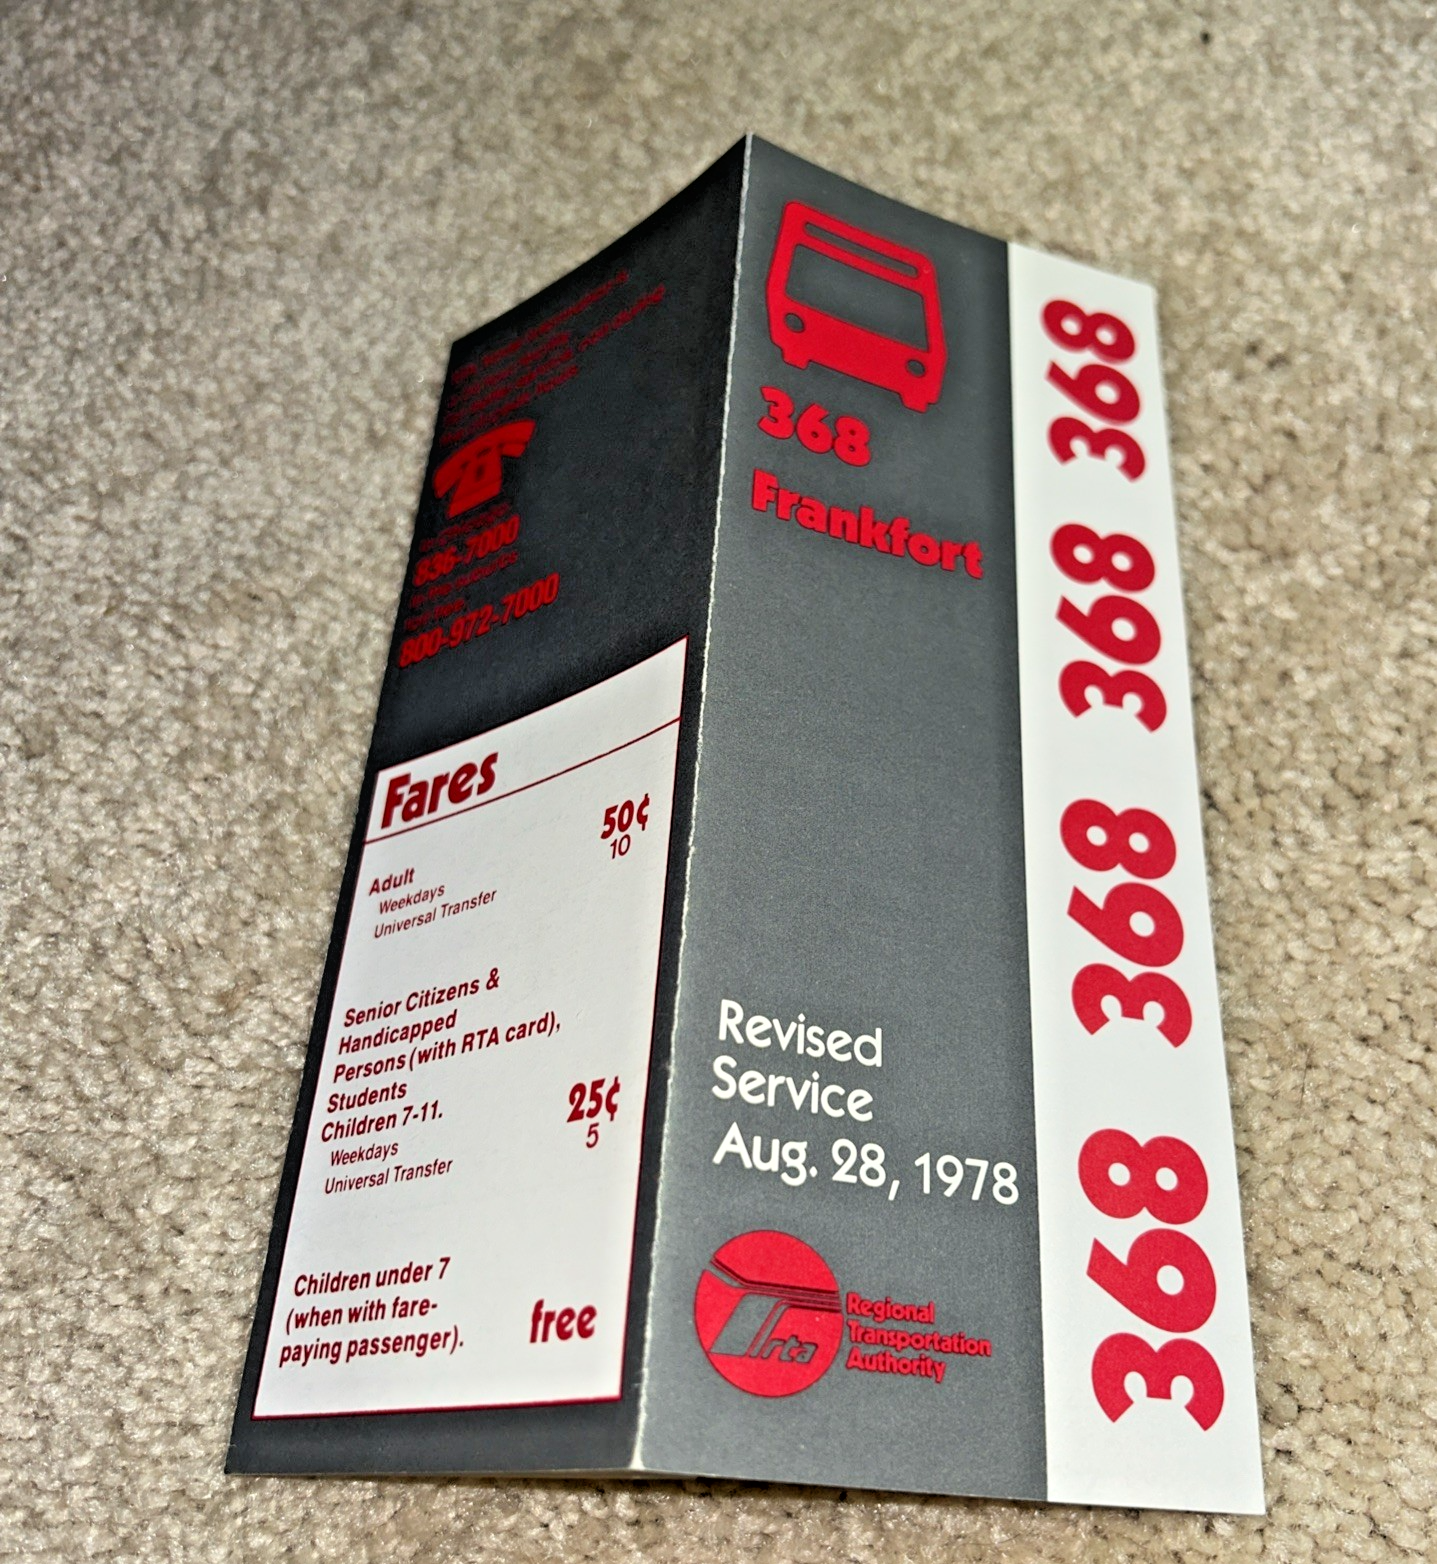 836-7000
800-972-7000
Fares
50¢
10
Adult
Weekdays
Universal Transfer
Senior Citizens &
Handicapped
Persons (with RTA card),
Students
Children 7-11.
25¢
Weekdays
5
Universal Transfer
Children under 7
(when with fare-
paying passenger).
free
368
Frankfort
Revised
Service
Aug. 28, 1978
rta
Regional
Transportation
Authority
368
368
368
368